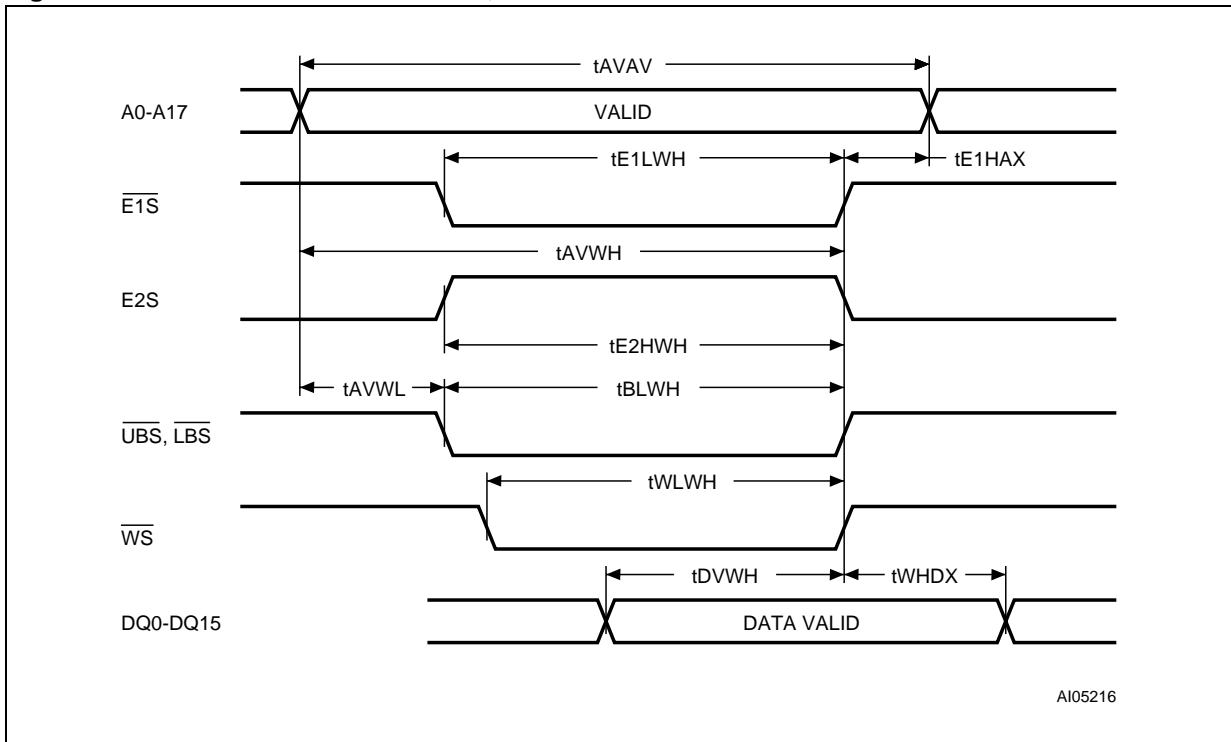 tAVAV
A0-A17
VALID
tE1LWH
tE1HAX
E1S
tAVWH
E2S
tE2HWH
tAVWL
tBLWH
UBS, LBS
tWLWH
WS
tDVWH
tWHDX
DQ0-DQ15
DATA VALID
AI05216